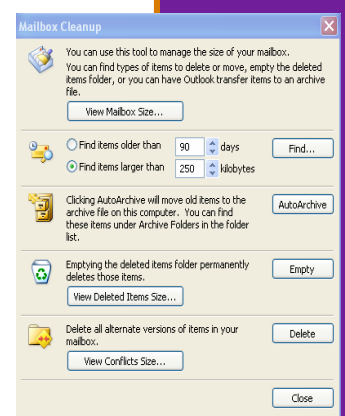 Mailbox Cleanup
You can use this tool to manage the size of your mailbox.
You can find types of items to delete or move, empty the deleted
items folder, or you can have Outlook transfer items to an archive
file.
View Mailbox Size...
Find items older than 90 days Find...
Find items larger than 250 kilobytes
Clicking AutoArchive will move old items to the AutoArchive
archive file on this computer. You can find
these items under Archive Folders in the folder
list.
Emptying the deleted items folder permanently Empty
deletes those items.
View Deleted Items Size...
Delete all alternate versions of items in your Delete
mailbox.
View Conflicts Size...
Close